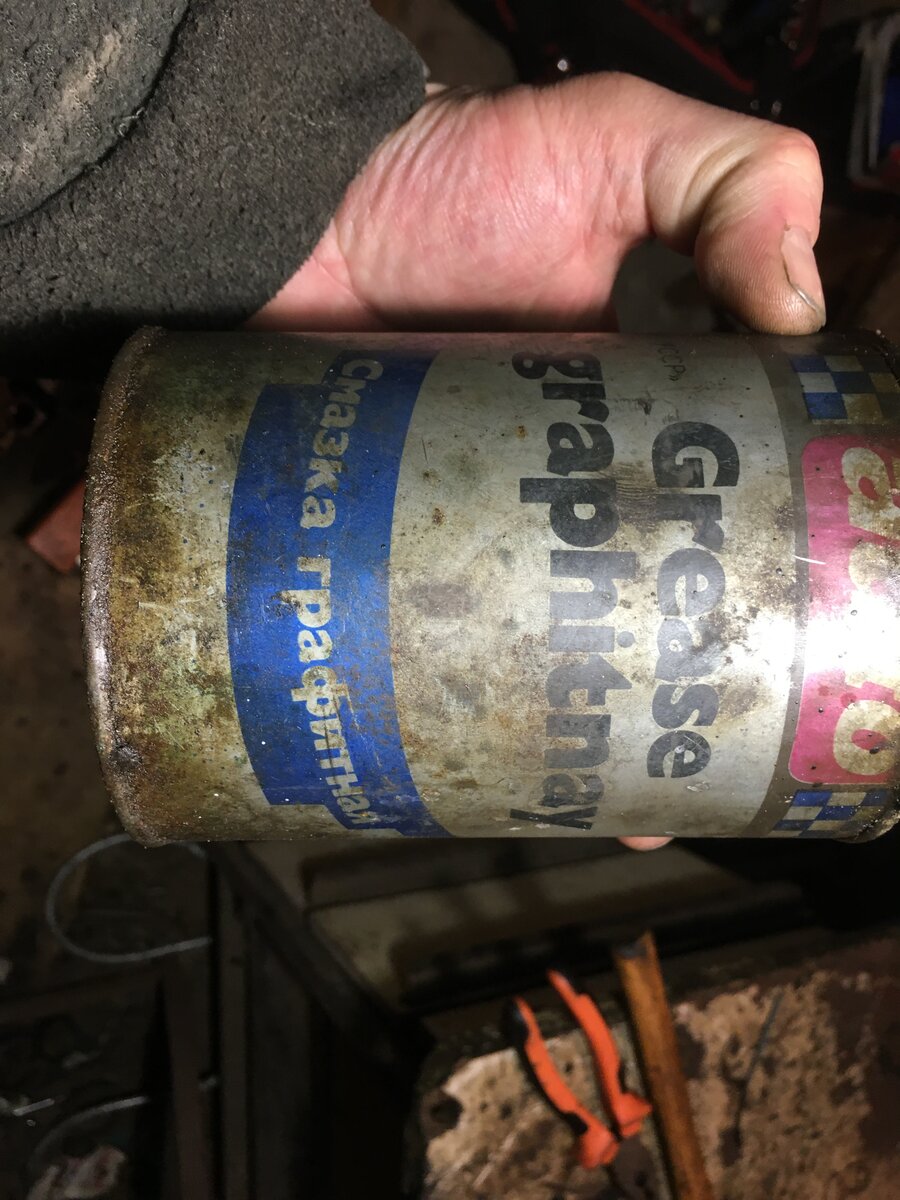 Grease
graphitnay
Смазка графитная